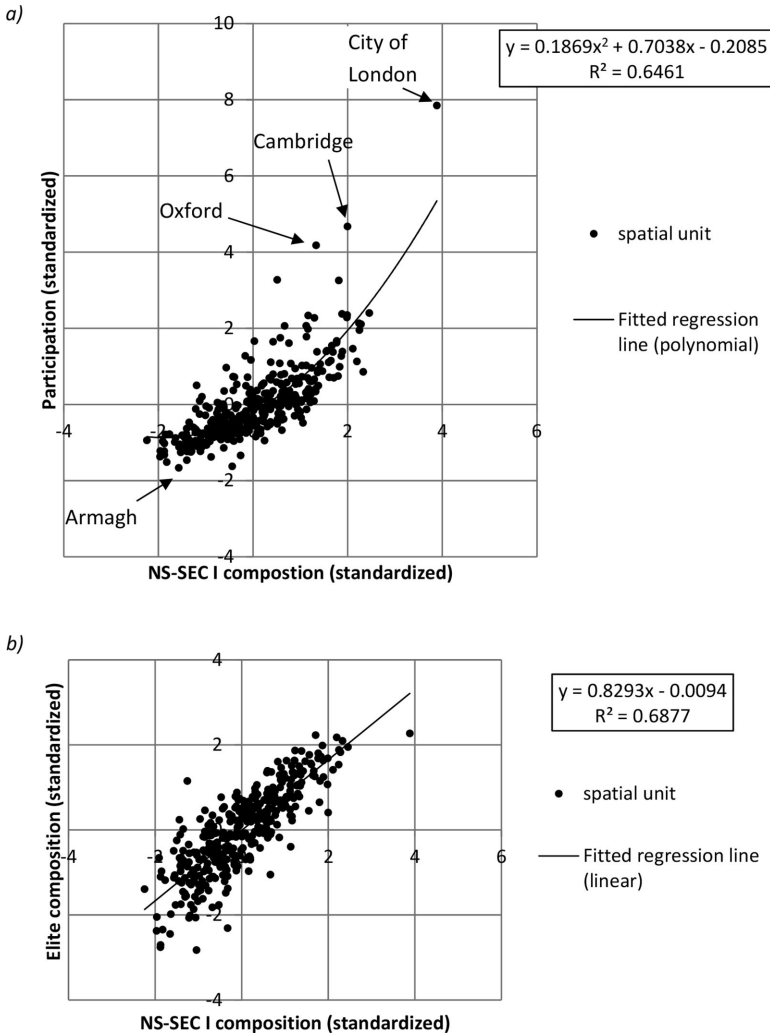 a)
10
City of
London
y = 0.1869x² + 0.7038x - 0.2085
R² = 0.6461
8
Cambridge
6
Oxford
4
spatial unit
2
Fitted regression
line (polynomial)
Participation (standardized)
0
-4
-2
2
4
6
-2
Armagh
-4
NS-SEC I compostion (standardized)
b)
4
y = 0.8293x - 0.0094
R² = 0.6877
2
spatial unit
Elite composition (standardized)
0
-4
-2
2
4
6
Fitted regression line
(linear)
-2
-4
NS-SEC I composition (standardized)